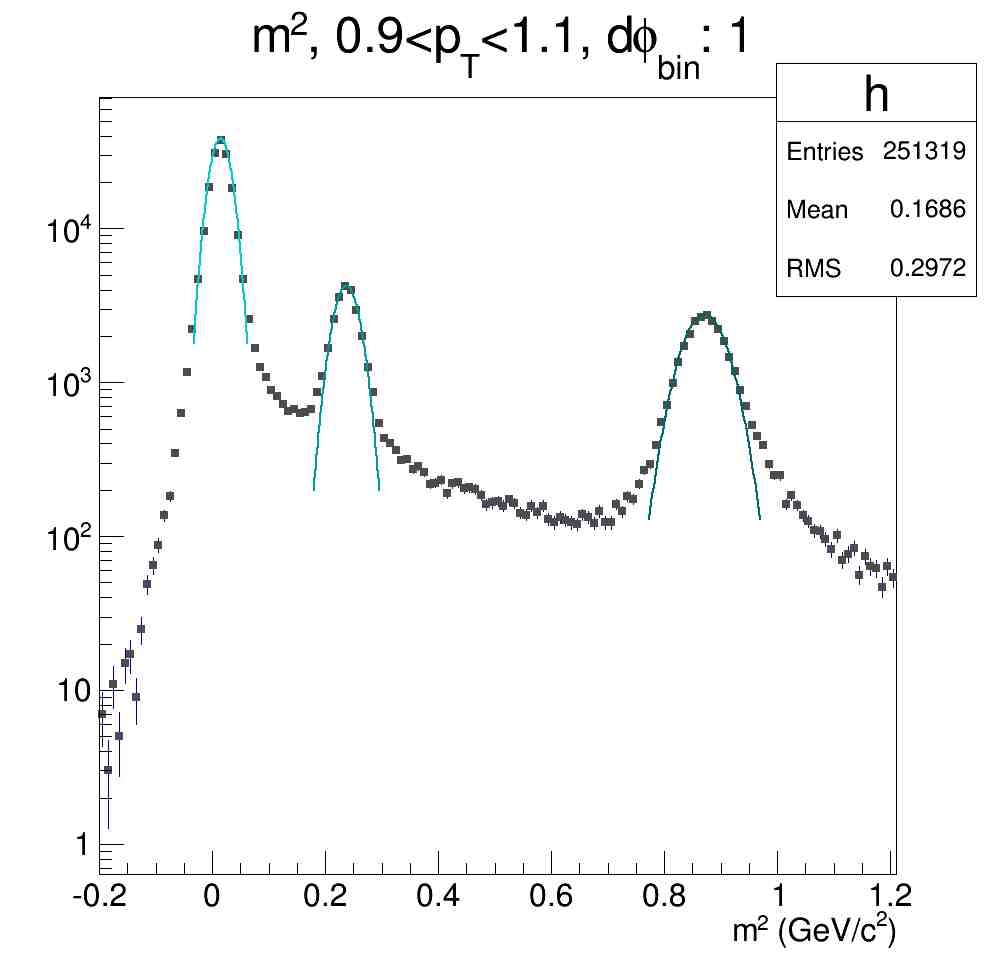 m², 0.9<p_T<1.1, dϕ_bin: 1
h
Entries 251319
Mean 0.1686
RMS 0.2972
10⁴
10³
10²
10
1
-0.2 0 0.2 0.4 0.6 0.8 1 1.2
m² (GeV/c²)